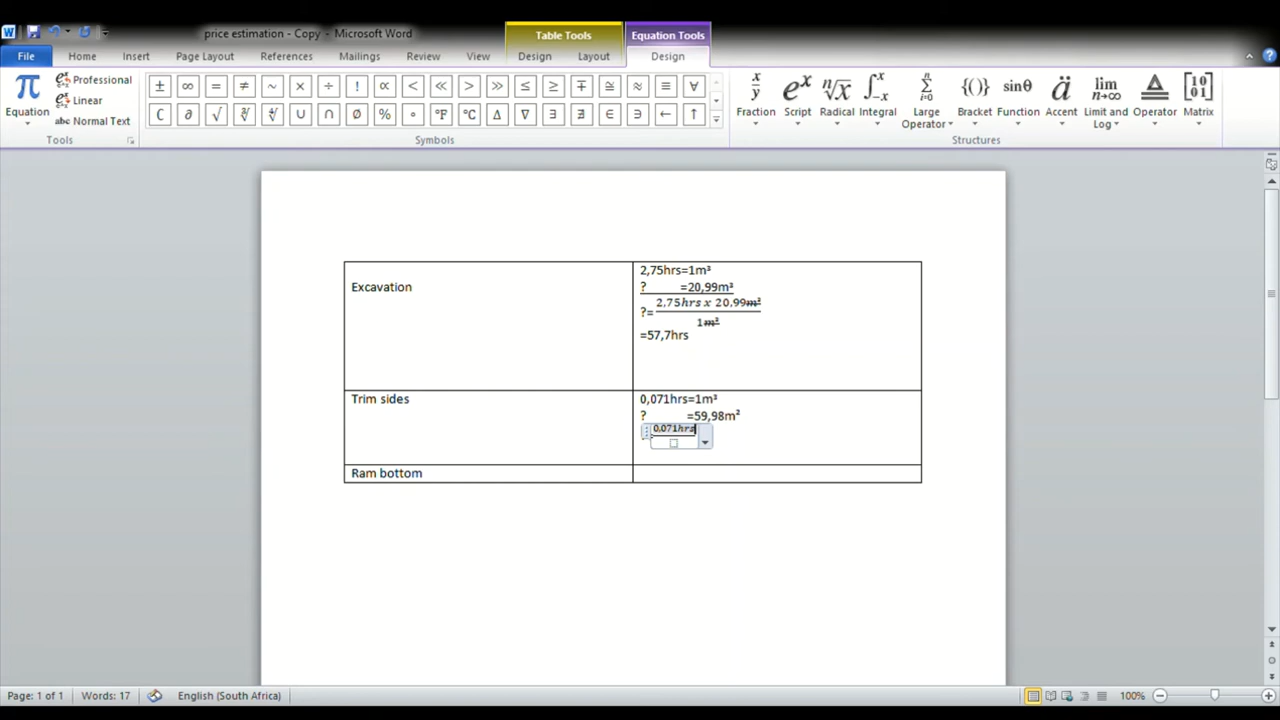 price estimation - Copy - Microsoft Word
Table Tools
Equation Tools
File Home Insert Page Layout References Mailings Review View Design Layout Design
π Equation
Professional
Linear
abc Normal Text
Tools
± ∞ = ≠ ~ × ÷ ! ∝ < ≪ > ≫ ≤ ≥ ∓ ≅ ≈ ≡ ∀
∁ ∂ √ ∛ ∜ ∪ ∩ ∅ % ° °F °C ∆ ∇ ∃ ∄ ∈ ∋ ← ↑
Symbols
Fraction Script Radical Integral Large Operator Bracket Function Accent Limit and Log Operator Matrix
Structures
Excavation
2,75hrs=1m³
? =20,99m³
?= 2,75hrs x 20,99m³
1m³
=57,7hrs
Trim sides
0,071hrs=1m³
? =59,98m²
0,071hrs
Ram bottom
Page: 1 of 1 Words: 17 English (South Africa) 100%